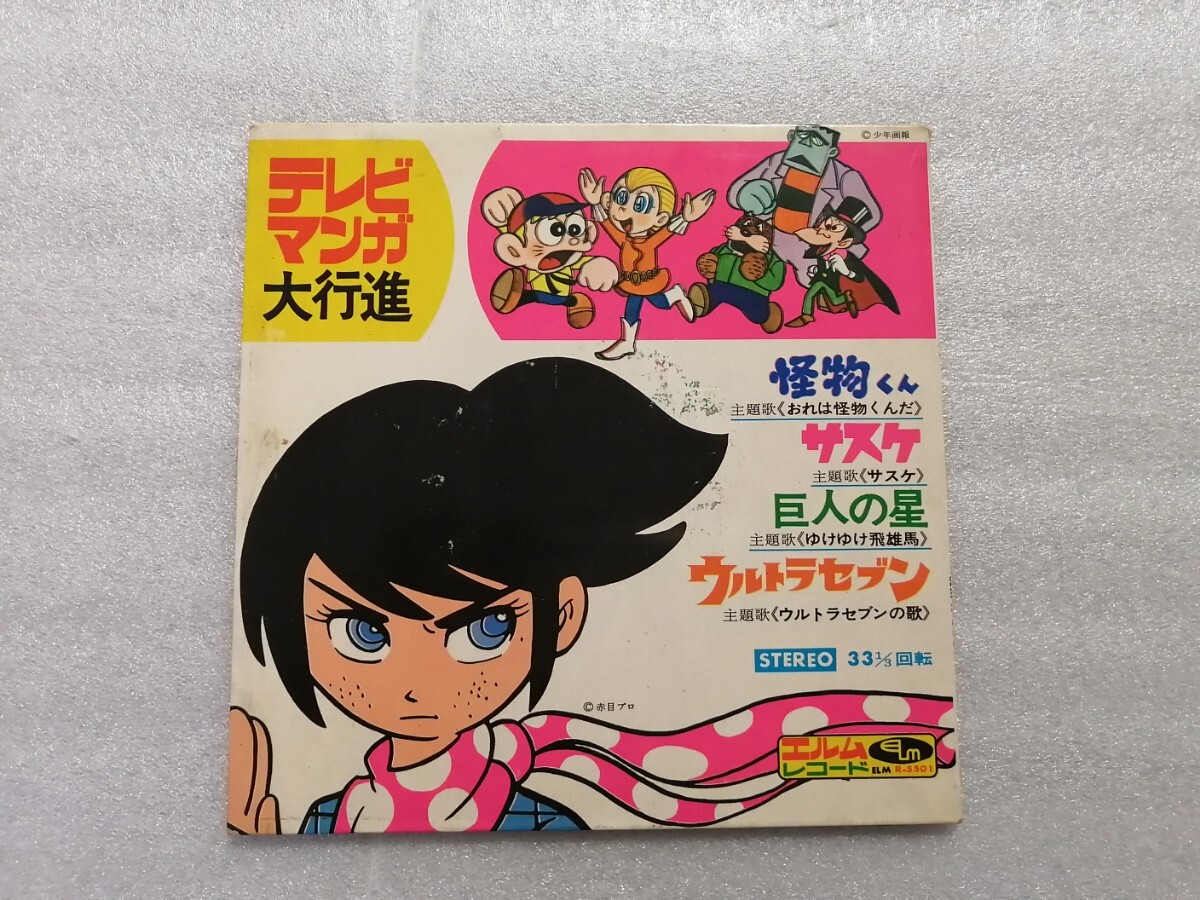 テレビ
マンガ
大行進
©少年画報
怪物くん
主題歌《おれは怪物くんだ》
サスケ
主題歌《サスケ》
巨人の星
主題歌《ゆけゆけ飛雄馬》
ウルトラセブン
主題歌《ウルトラセブンの歌》
STEREO 33 1/3 回転
©赤目プロ
エルム
レコード
ELM
ELM R-5501